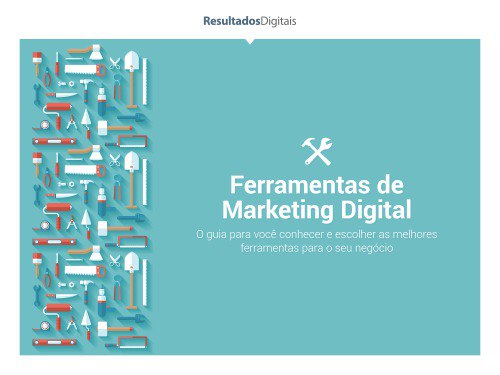 ResultadosDigitais
Ferramentas de
Marketing Digital
O guia para você conhecer e escolher as melhores
ferramentas para o seu negócio